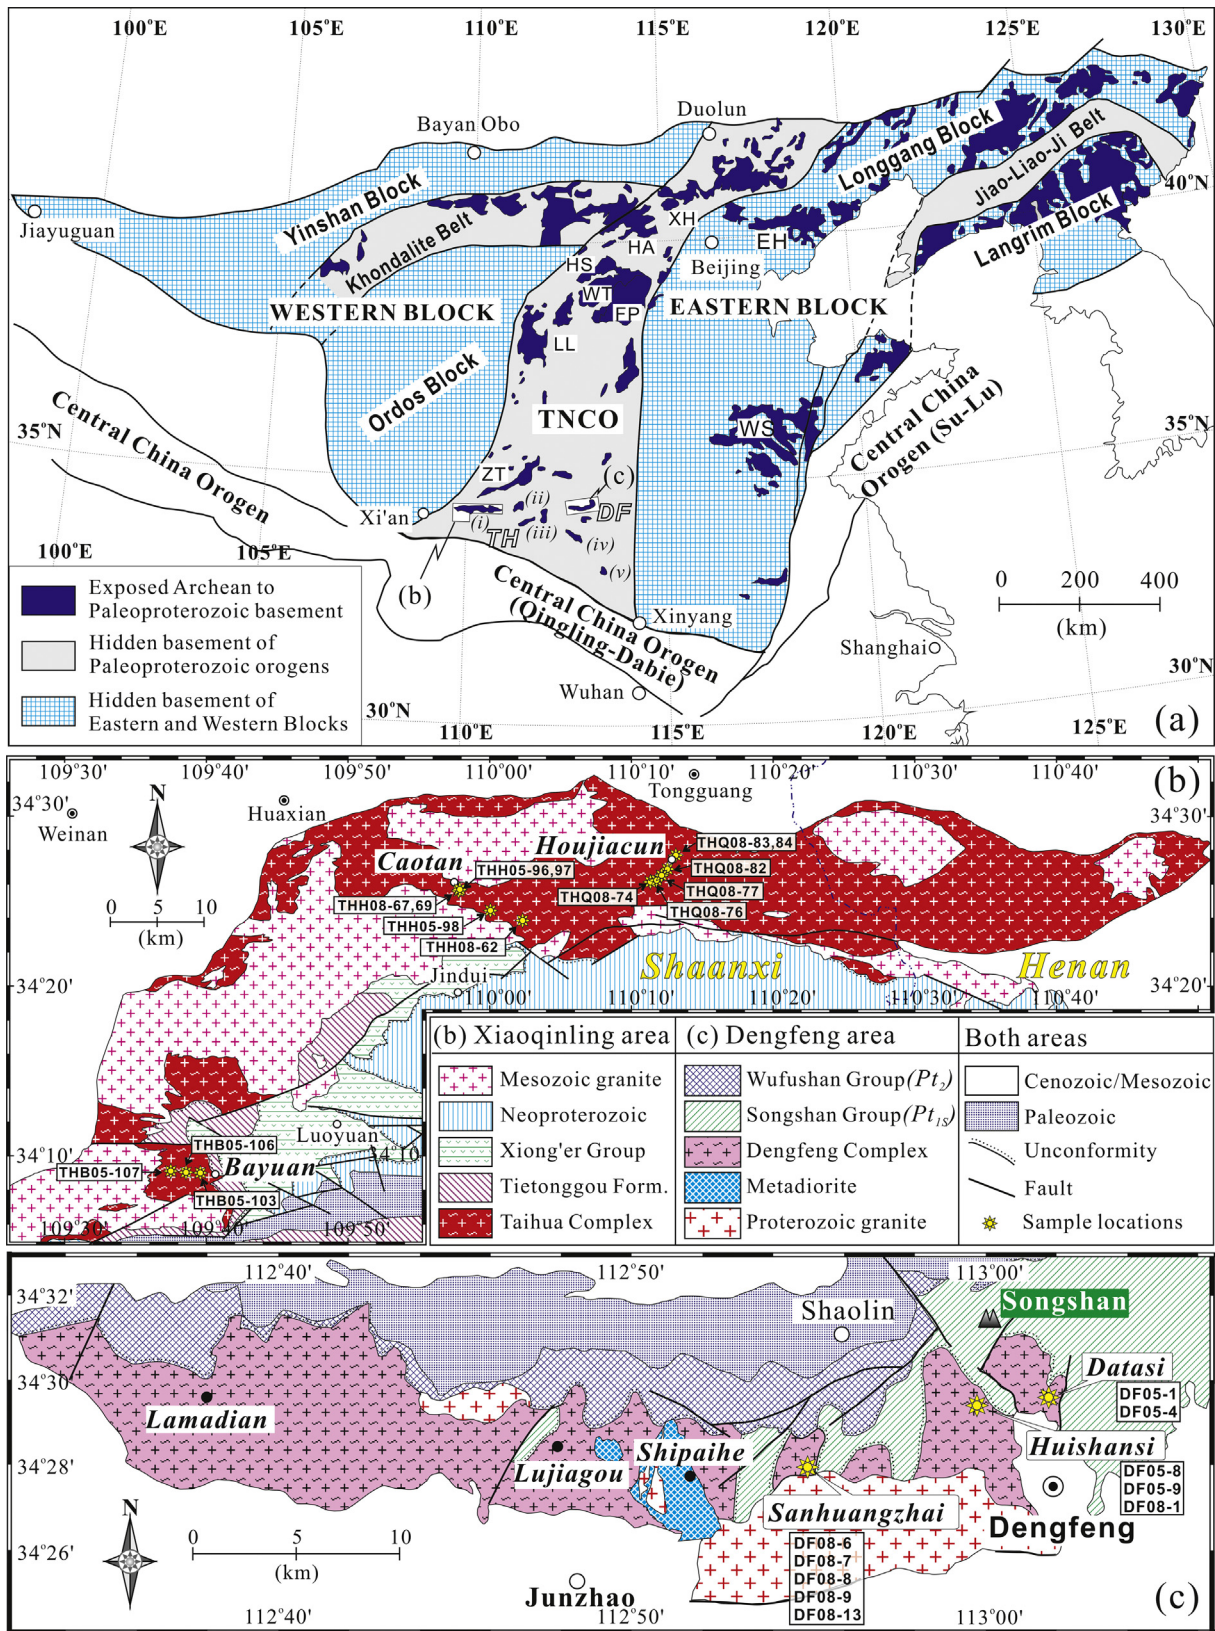 100°E
105°E
110°E
115°E
120°E
125°E
130°E
Duolun
Bayan Obo
Longgang Block
Jiao-Liao-Ji Belt
40°N
Yinshan Block
Jiayuguan
Khondalite Belt
XH
HA
EH
Beijing
Langrim Block
HS
WT
FP
WESTERN BLOCK
EASTERN BLOCK
LL
Ordos Block
TNCO
WS
Central China Orogen
35°N
Central China
Orogen (Su-Lu)
35°N
ZT
(c)
(ii)
DF
Xi'an
(i)
TH
(iii)
(iv)
(v)
100°E
105°E
(b)
Central China Orogen
(Qingling-Dabie)
Xinyang
0 200 400
(km)
Shanghai
Wuhan
30°N
30°N
Exposed Archean to
Paleoproterozoic basement
Hidden basement of
Paleoproterozoic orogens
Hidden basement of
Eastern and Western Blocks
110°E
115°E
120°E
125°E
(a)
109°30'
109°40'
109°50'
110°00'
110°10'
110°20'
110°30'
110°40'
(b)
Tongguang
34°30'
34°30'
N
Huaxian
Weinan
Houjiacun
THQ08-83,84
Caotan
THH05-96,97
THQ08-82
THQ08-74
THQ08-77
THH08-67,69
THQ08-76
THH05-98
THH08-62
0 5 10
(km)
Shaanxi
Henan
Jindui
34°20'
34°20'
110°00'
110°10'
110°20'
110°30'
110°40'
(b) Xiaoqinling area
(c) Dengfeng area
Both areas
Mesozoic granite
Wufushan Group(Pt2)
Cenozoic/Mesozoic
Neoproterozoic
Songshan Group(Pt1S)
Paleozoic
Xiong'er Group
Dengfeng Complex
Unconformity
Tietonggou Form.
Metadiorite
Fault
Taihua Complex
Proterozoic granite
Sample locations
Luoyuan
THB05-106
34°10'
34°10'
THB05-107
Bayuan
THB05-103
109°30'
109°40'
109°50'
112°40'
112°50'
113°00'
34°32'
Songshan
Shaolin
Datasi
34°30'
DF05-1
DF05-4
Lamadian
Shipaihe
Huishansi
Lujiagou
34°28'
DF05-8
DF05-9
DF08-1
Sanhuangzhai
Dengfeng
N
0 10
(km)
34°26'
DF08-6
DF08-7
DF08-8
DF08-9
DF08-13
Junzhao
112°40'
112°50'
113°00'
(c)